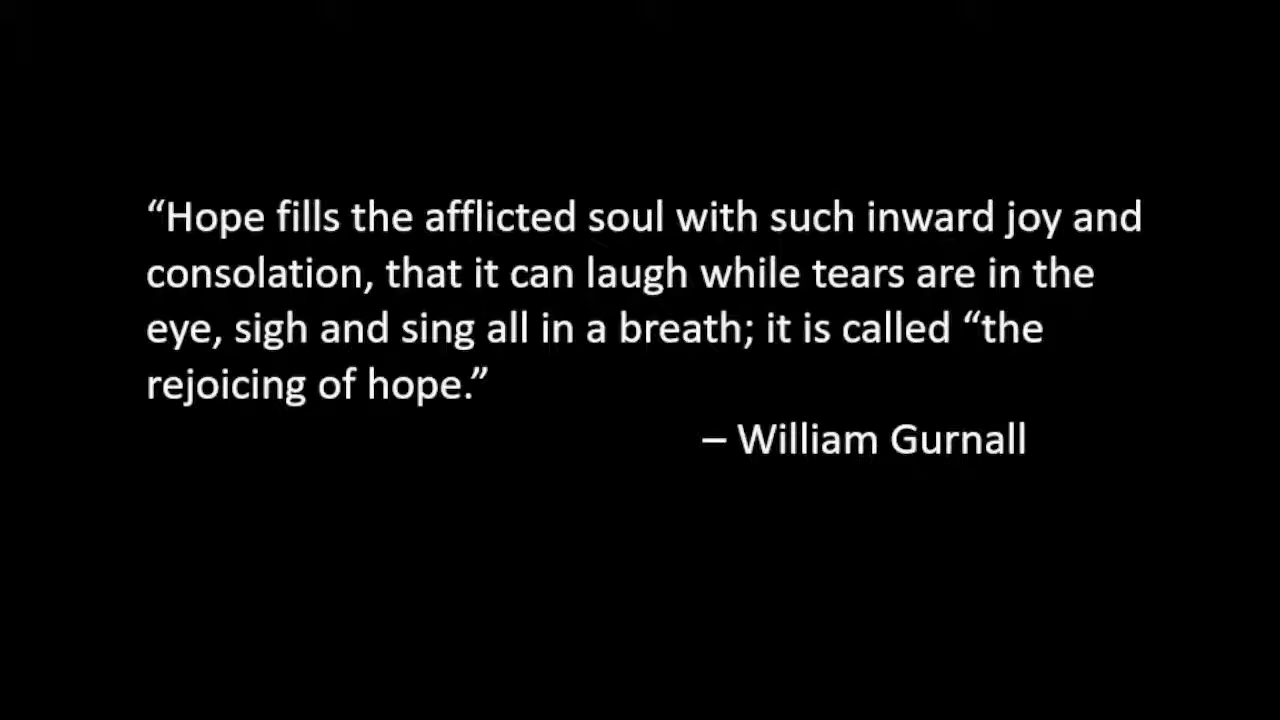 “Hope fills the afflicted soul with such inward joy and
consolation, that it can laugh while tears are in the
eye, sigh and sing all in a breath; it is called “the
rejoicing of hope.”
– William Gurnall